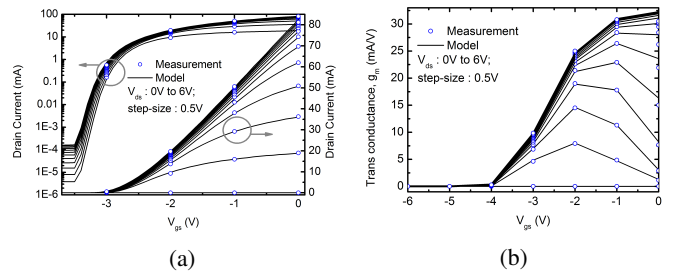 100
10
1
0.1
0.01
1E-3
1E-4
1E-5
1E-6
Drain Current (mA)
Measurement
Model
V_ds : 0V to 6V;
step-size : 0.5V
80
70
60
50
40
30
20
10
0
Drain Current (mA)
-3 -2 -1 0
V_gs (V)
(a)
30
25
20
15
10
5
0
Trans conductance, g_m (mA/V)
Measurement
Model
V_ds : 0V to 6V;
step-size : 0.5V
-6 -5 -4 -3 -2 -1 0
V_gs (V)
(b)